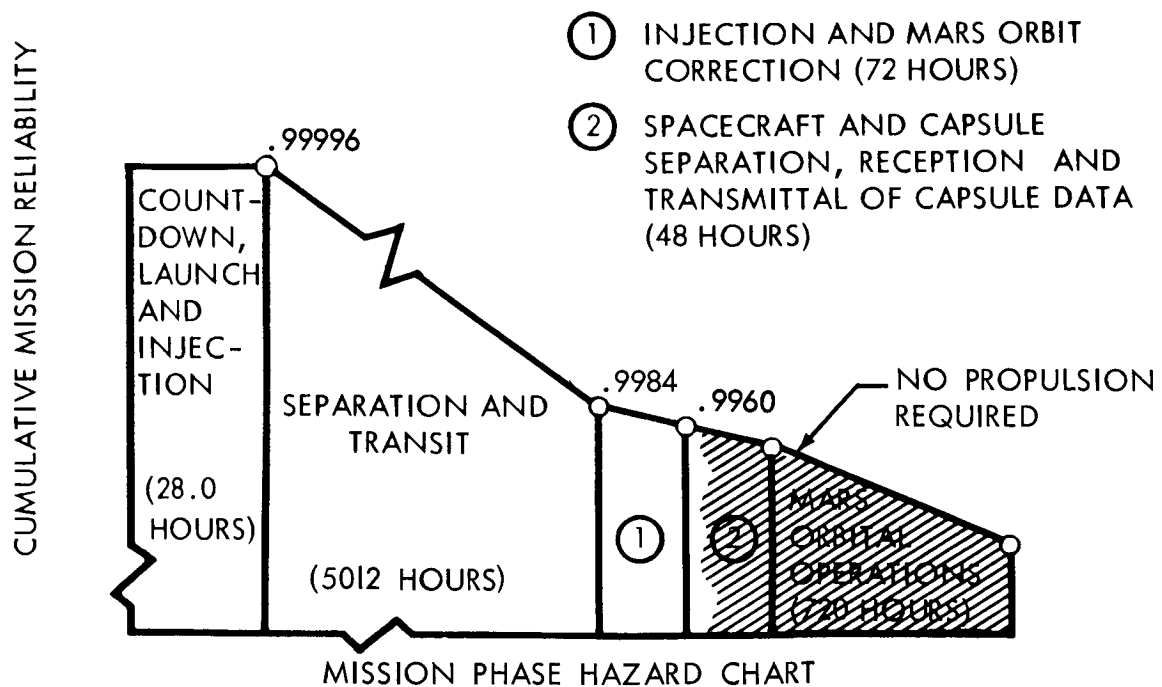 CUMULATIVE MISSION RELIABILITY
① INJECTION AND MARS ORBIT
CORRECTION (72 HOURS)
② SPACECRAFT AND CAPSULE
SEPARATION, RECEPTION AND
TRANSMITTAL OF CAPSULE DATA
(48 HOURS)
.99996
COUNT-
DOWN,
LAUNCH
AND
INJEC-
TION
(28.0
HOURS)
SEPARATION AND
TRANSIT
(5012 HOURS)
.9984
.9960
NO PROPULSION
REQUIRED
①
②
MARS
ORBITAL
OPERATIONS
(720 HOURS)
MISSION PHASE HAZARD CHART